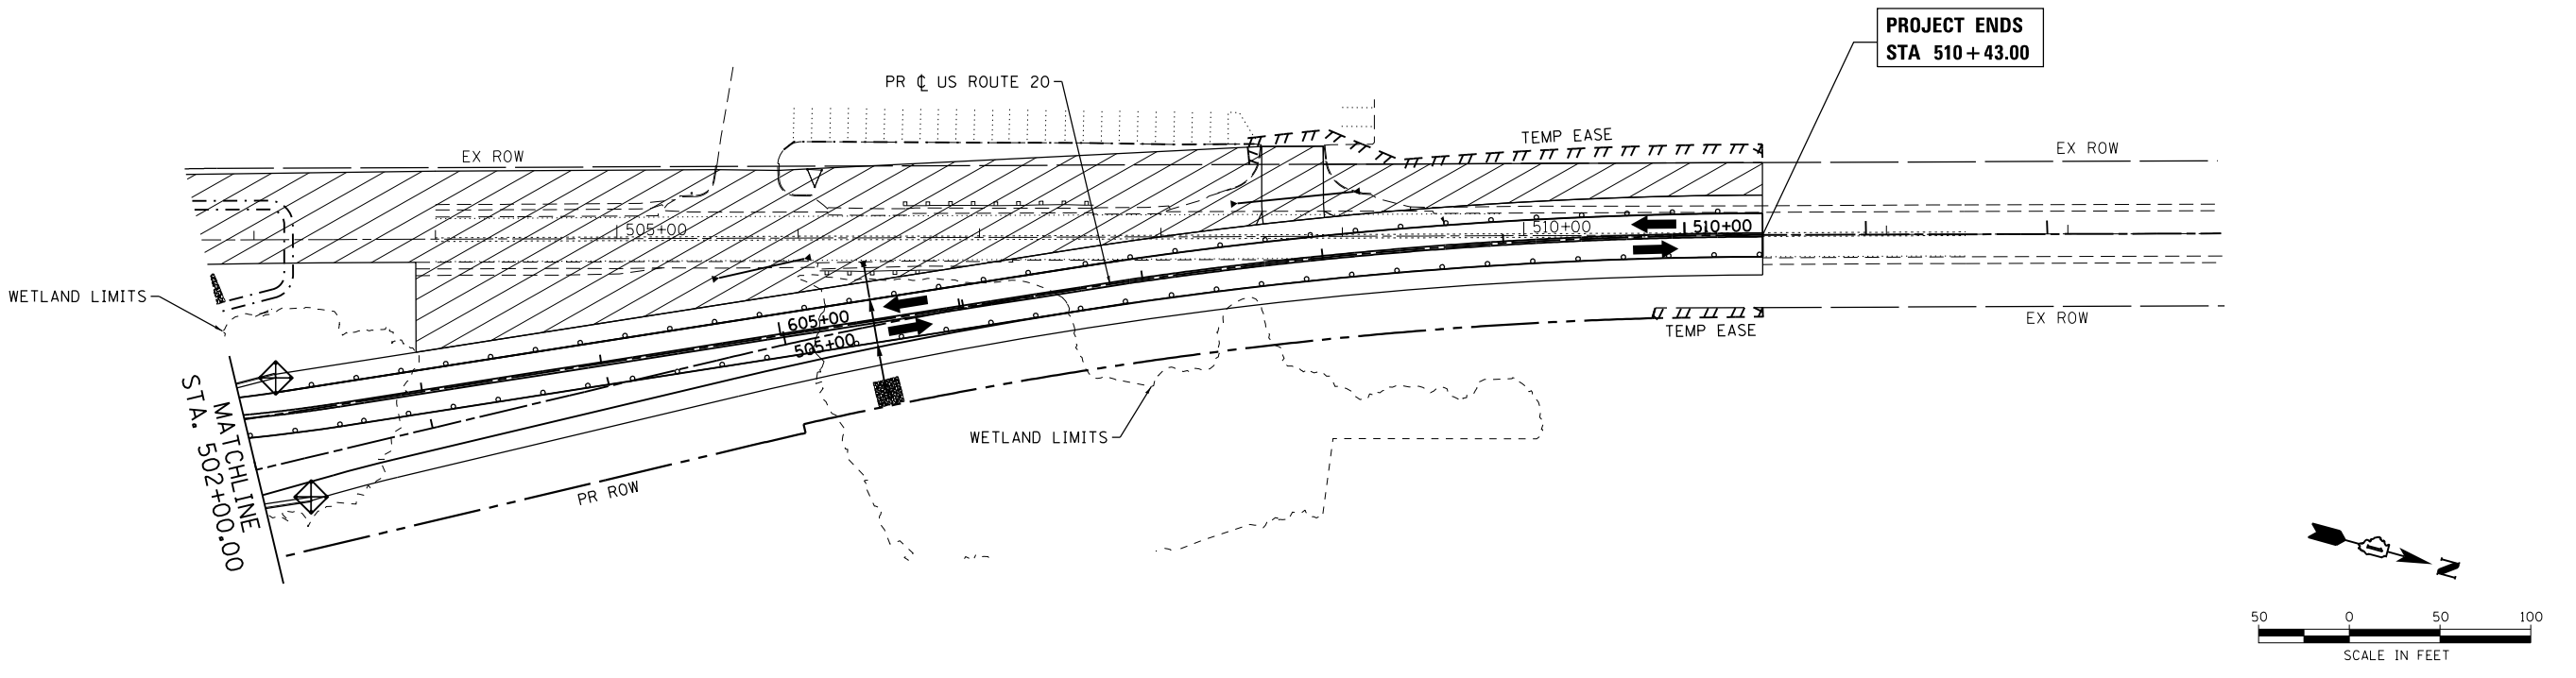 PROJECT ENDS
STA 510+43.00
PR ℄ US ROUTE 20
TEMP EASE
EX ROW
EX ROW
505+00
510+00
510+00
WETLAND LIMITS
605+00
505+00
EX ROW
TEMP EASE
MATCHLINE
STA. 502+00.00
WETLAND LIMITS
PR ROW
N
50 0 50 100
SCALE IN FEET